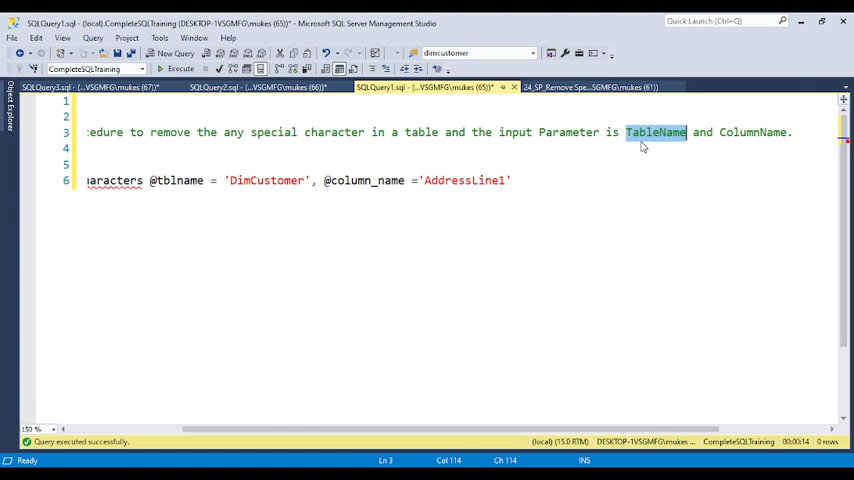 SQLQuery1.sql - (local).CompleteSQLTraining (DESKTOP-1VSGMFG\mukes (65))* - Microsoft SQL Server Management Studio
Quick Launch (Ctrl+Q)
File Edit View Query Project Tools Window Help
New Query
dimcustomer
CompleteSQLTraining
Execute
SQLQuery3.sql - (...VSGMFG\mukes (67))*
SQLQuery2.sql - (...VSGMFG\mukes (66))*
SQLQuery1.sql - (...VSGMFG\mukes (65))*
24_SP_Remove Spe...SGMFG\mukes (61))
Object Explorer
1
2
3 cedure to remove the any special character in a table and the input Parameter is TableName and ColumnName.
4
5
6 aracters @tblname = 'DimCustomer', @column_name ='AddressLine1'
150 %
Query executed successfully.
(local) (15.0 RTM)
DESKTOP-1VSGMFG\mukes ...
CompleteSQLTraining
00:00:14
0 rows
Ready
Ln 3
Col 114
Ch 114
INS